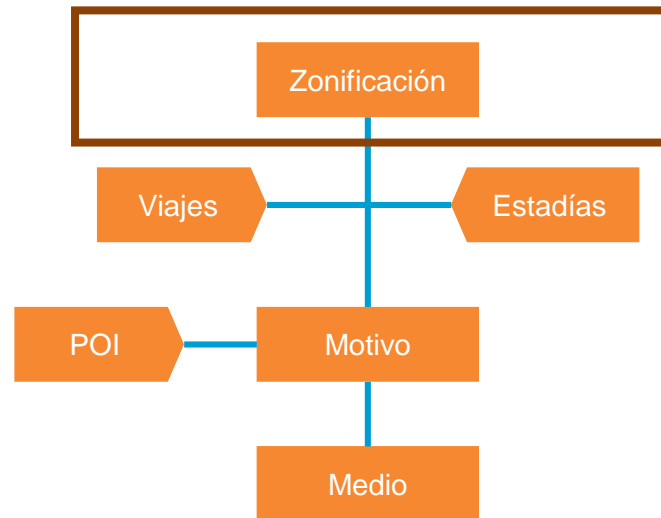 Zonificación
Viajes
Estadías
POI
Motivo
Medio